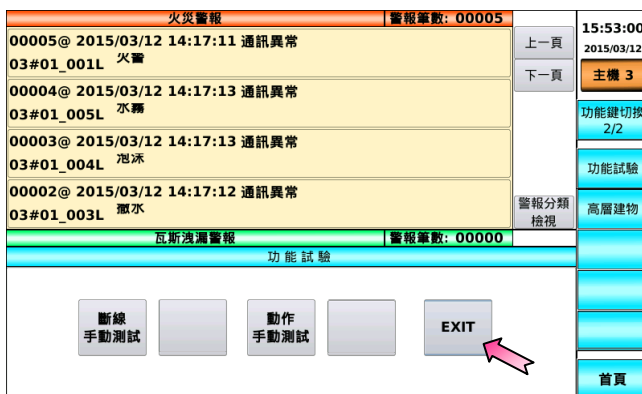 火災警報 警報筆數: 00005
00005@ 2015/03/12 14:17:11 通訊異常
03#01_001L 火警
00004@ 2015/03/12 14:17:13 通訊異常
03#01_005L 水霧
00003@ 2015/03/12 14:17:13 通訊異常
03#01_004L 泡沫
00002@ 2015/03/12 14:17:12 通訊異常
03#01_003L 撒水
上一頁
下一頁
警報分類
檢視
瓦斯洩漏警報 警報筆數: 00000
功能試驗
斷線
手動測試
動作
手動測試
EXIT
15:53:00
2015/03/12
主機 3
功能鍵切換
2/2
功能試驗
高層建物
首頁